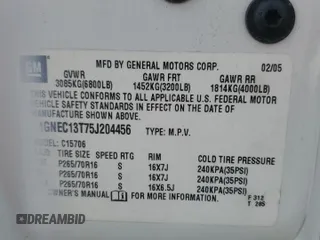 GM
MFD BY GENERAL MOTORS CORP. 02/05
GVWR GAWR FRT GAWR RR
3085KG(6800LB) 1452KG(3200LB) 1814KG(4000LB)
THIS VEHICLE CONFORMS TO ALL APPLICABLE U.S. FEDERAL MOTOR
VEHICLE SAFETY STANDARDS IN EFFECT ON THE DATE OF
MANUFACTURE SHOWN ABOVE.
GNEC13T75J204456 TYPE: M.P.V.
MODEL: C15706
TIRE SIZE SPEED RTG RIM COLD TIRE PRESSURE
P265/70R16 S 16X7J 240KPA(35PSI)
P265/70R16 S 16X7J 240KPA(35PSI)
P265/70R16 S 16X6.5J 240KPA(35PSI)
OWNER'S MANUAL FOR MORE INFORMATION.
F 312
T 285
DREAMBID